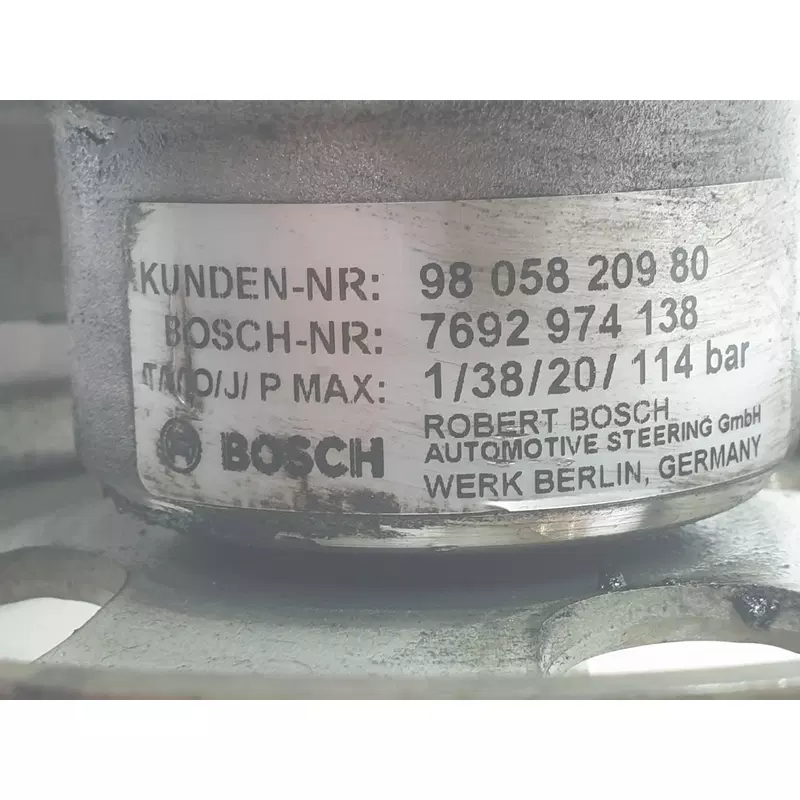 KUNDEN-NR: 98 058 209 80
BOSCH-NR: 7692 974 138
P MAX: 1/38/20/ 114 bar
BOSCH
ROBERT BOSCH
AUTOMOTIVE STEERING GmbH
WERK BERLIN, GERMANY